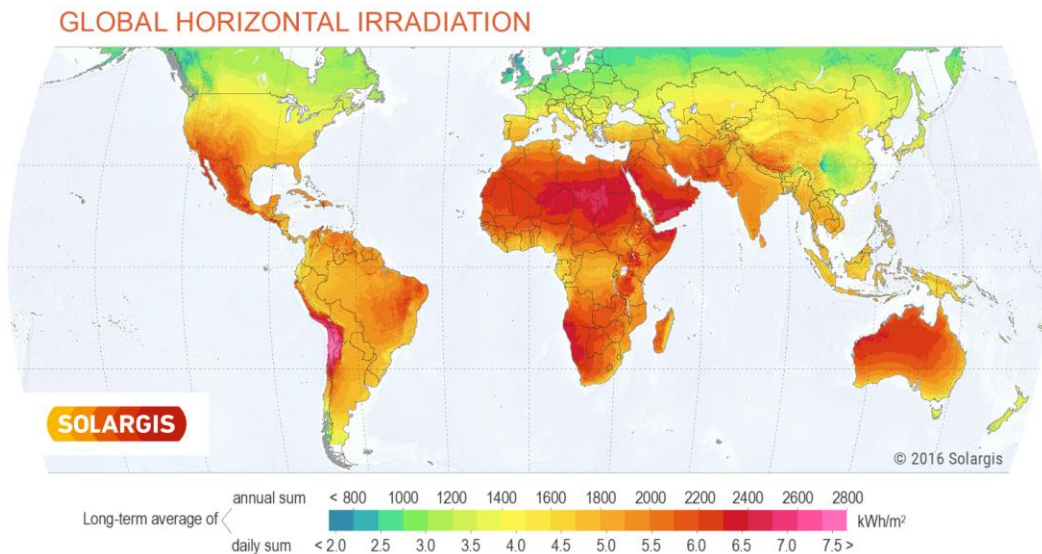 GLOBAL HORIZONTAL IRRADIATION
SOLARGIS
© 2016 Solargis
annual sum < 800 1000 1200 1400 1600 1800 2000 2200 2400 2600 2800
Long-term average of kWh/m²
daily sum < 2.0 2.5 3.0 3.5 4.0 4.5 5.0 5.5 6.0 6.5 7.0 7.5 >